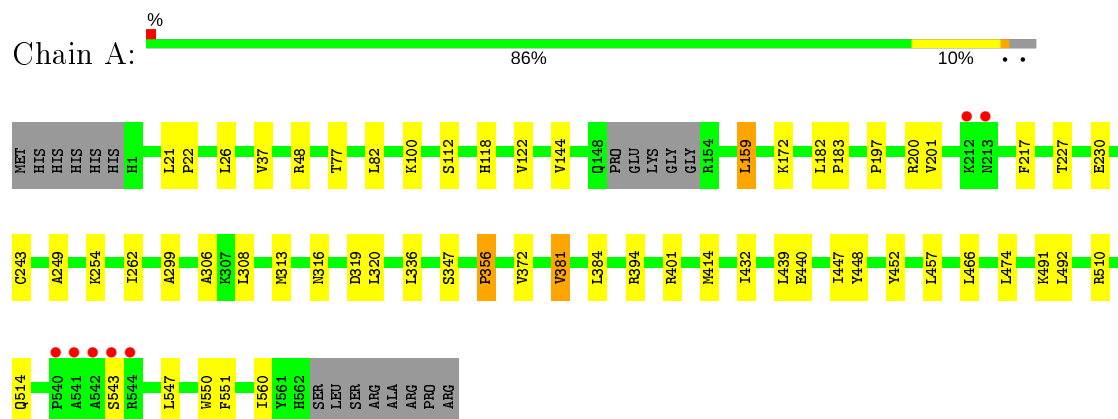 %
Chain A:
86% 10% • •
MET HIS HIS HIS HIS HIS H1 L21 P22 L26 V37 R48 T77 L82 K100 S112 H118 V122 V144 Q148 PRO GLU LYS GLY GLY R154 L159 K172 L182 P183 P197 R200 V201 K212 N213 F217 T227 E230
C243 A249 K254 I262 A299 A306 K307 L308 M313 N316 D319 L320 L336 S347 P356 V372 V381 L384 R394 R401 M414 I432 L439 E440 I447 Y448 Y452 L457 L466 L474 K491 L492 R510
Q514 P540 A541 A542 S543 R544 L547 W550 F551 I560 Y561 H562 SER LEU SER ARG ALA ARG PRO ARG